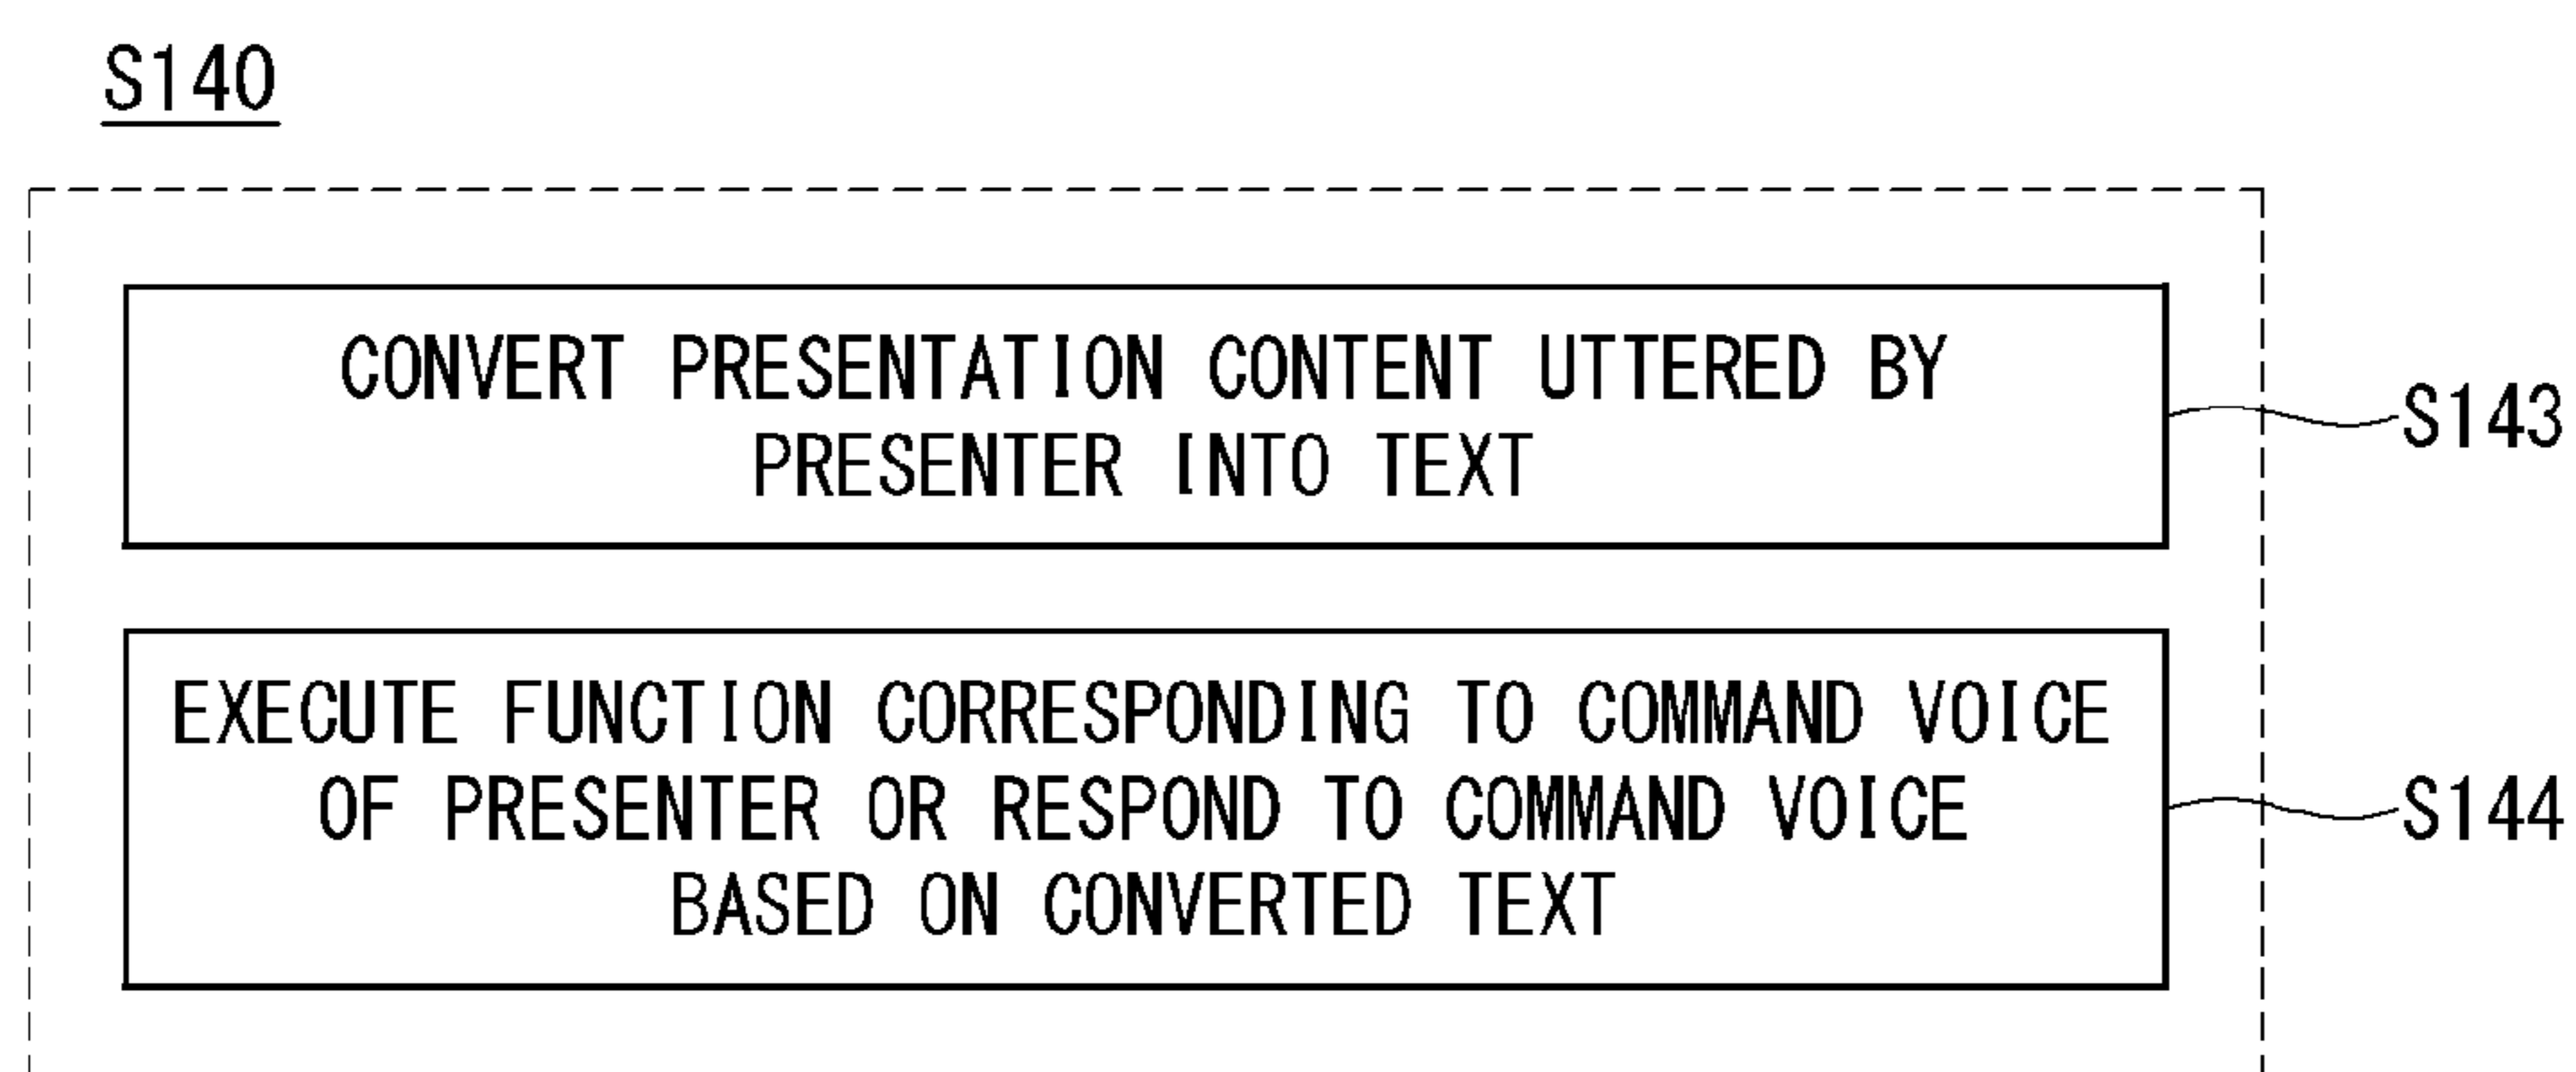 S140
CONVERT PRESENTATION CONTENT UTTERED BY
PRESENTER INTO TEXT
S143
EXECUTE FUNCTION CORRESPONDING TO COMMAND VOICE
OF PRESENTER OR RESPOND TO COMMAND VOICE
BASED ON CONVERTED TEXT
S144